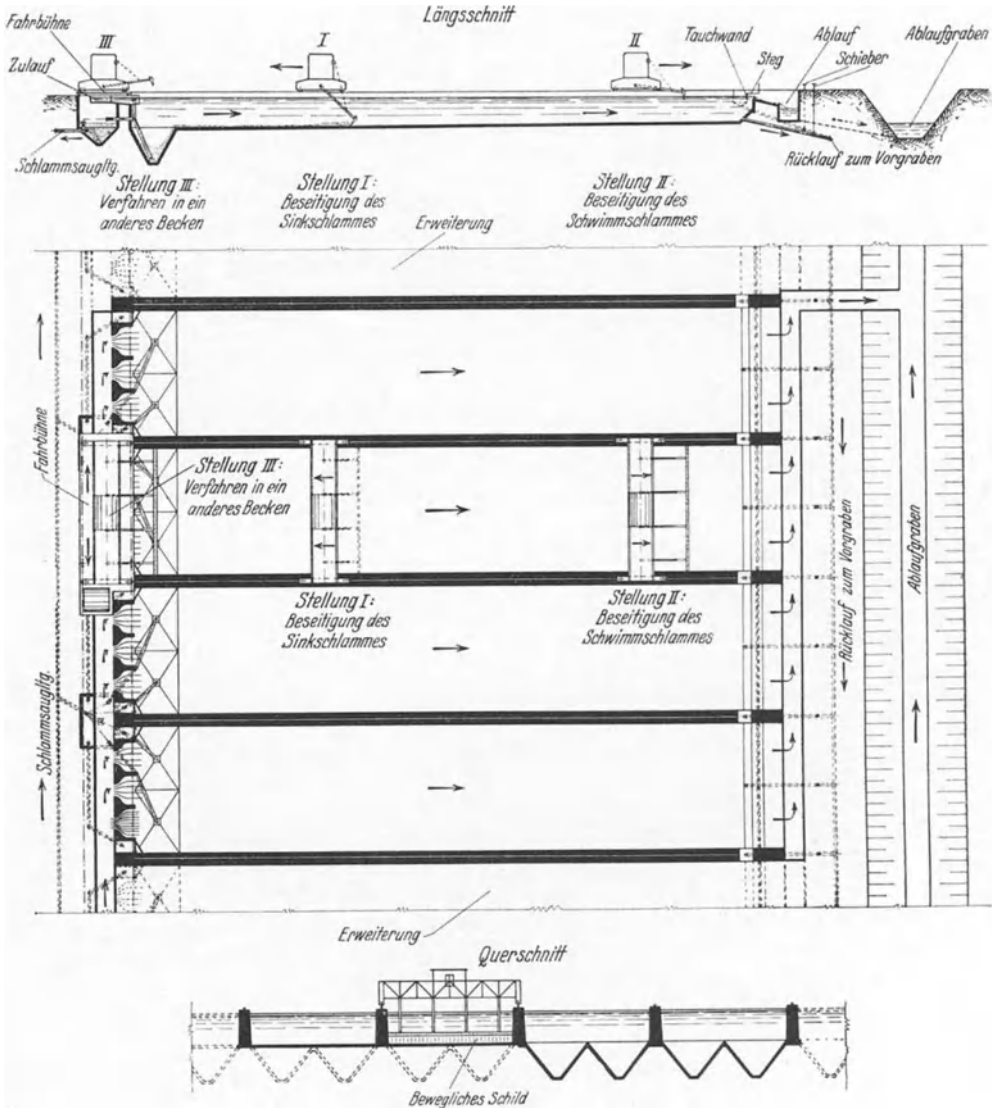 Längsschnitt
Fahrbühne
III
I
II
Tauchwand
Ablauf
Ablaufgraben
Zulauf
Steg
Schieber
Schlammsaugltg.
Rücklauf zum Vorgraben
Stellung III:
Verfahren in ein
anderes Becken
Stellung I:
Beseitigung des
Sinkschlammes
Stellung II:
Beseitigung des
Schwimmschlammes
Erweiterung
Fahrbühne
Stellung III:
Verfahren in ein
anderes Becken
Stellung I:
Beseitigung des
Sinkschlammes
Stellung II:
Beseitigung des
Schwimmschlammes
Rücklauf zum Vorgraben
Ablaufgraben
Schlammsaugltg.
Erweiterung
Querschnitt
Bewegliches Schild